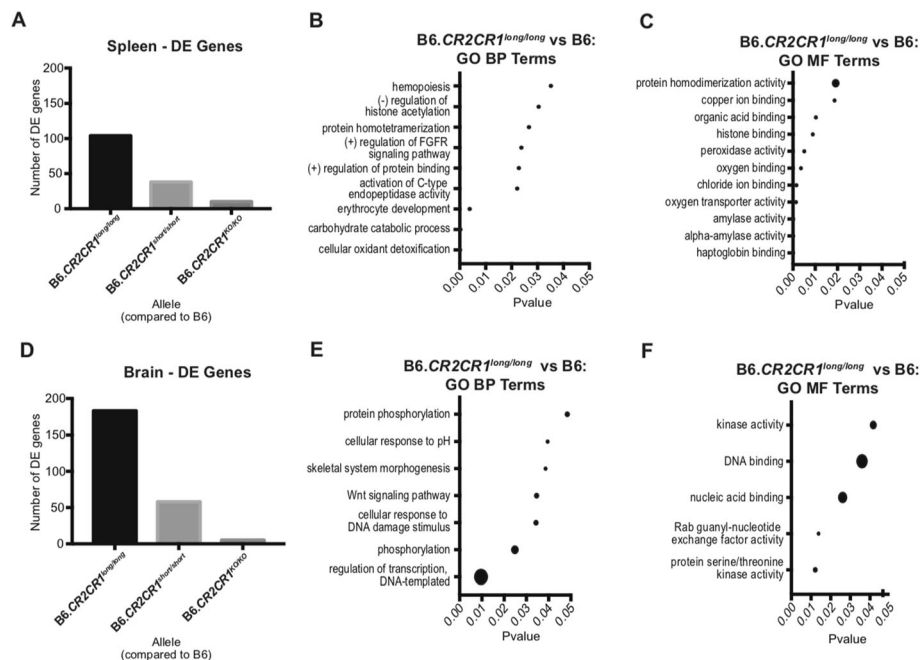 A
Spleen - DE Genes
Number of DE genes
200
150
100
50
0
B6.CR2CR1long/long
B6.CR2CR1short/short
B6.CR2CR1KO/KO
Allele
(compared to B6)
B
B6.CR2CR1long/long vs B6:
GO BP Terms
hemopoiesis
(-) regulation of
histone acetylation
protein homotetramerization
(+) regulation of FGFR
signaling pathway
(+) regulation of protein binding
activation of C-type
endopeptidase activity
erythrocyte development
carbohydrate catabolic process
cellular oxidant detoxification
0.00
0.01
0.02
0.03
0.04
0.05
Pvalue
C
B6.CR2CR1long/long vs B6:
GO MF Terms
protein homodimerization activity
copper ion binding
organic acid binding
histone binding
peroxidase activity
oxygen binding
chloride ion binding
oxygen transporter activity
amylase activity
alpha-amylase activity
haptoglobin binding
0.00
0.01
0.02
0.03
0.04
0.05
Pvalue
D
Brain - DE Genes
Number of DE genes
200
150
100
50
0
B6.CR2CR1long/long
B6.CR2CR1short/short
B6.CR2CR1KO/KO
Allele
(compared to B6)
E
B6.CR2CR1long/long vs B6:
GO BP Terms
protein phosphorylation
cellular response to pH
skeletal system morphogenesis
Wnt signaling pathway
cellular response to
DNA damage stimulus
phosphorylation
regulation of transcription,
DNA-templated
0.00
0.01
0.02
0.03
0.04
0.05
Pvalue
F
B6.CR2CR1long/long vs B6:
GO MF Terms
kinase activity
DNA binding
nucleic acid binding
Rab guanyl-nucleotide
exchange factor activity
protein serine/threonine
kinase activity
0.00
0.01
0.02
0.03
0.04
0.05
Pvalue